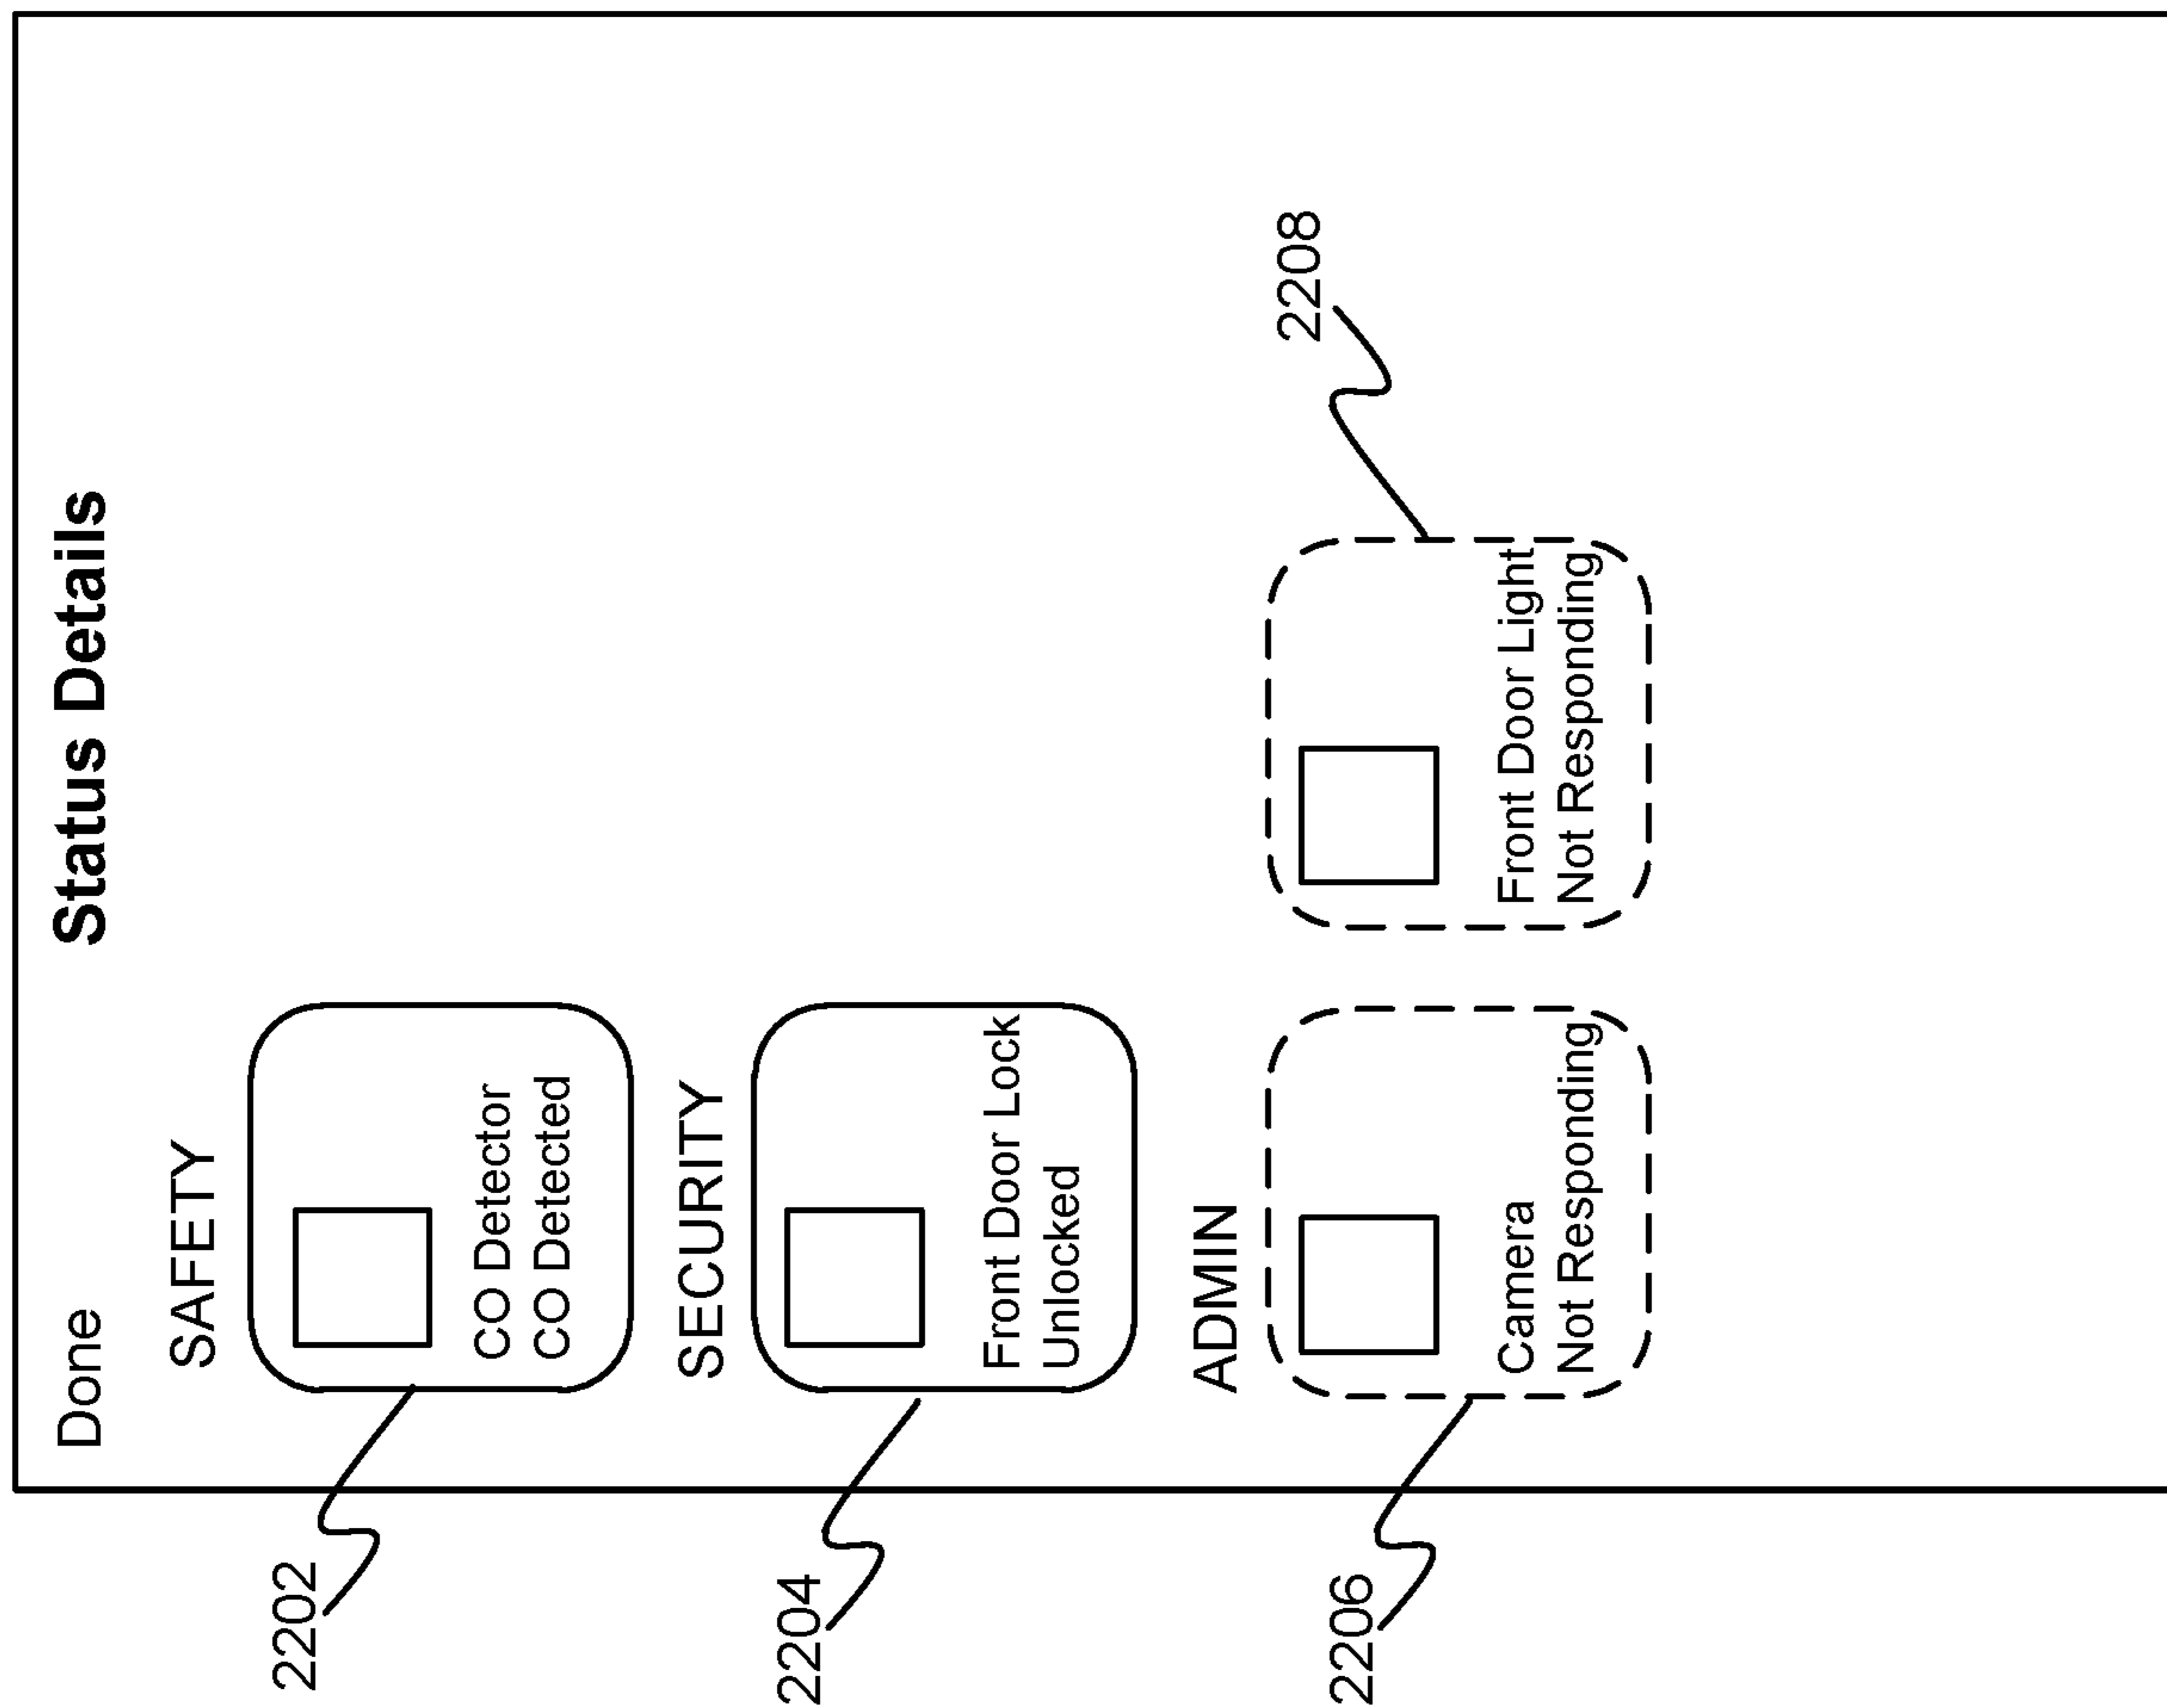 Done
Status Details
SAFETY
2202
CO Detector
CO Detected
SECURITY
2204
Front Door Lock
Unlocked
ADMIN
2206
Camera
Not Responding
2208
Front Door Light
Not Responding